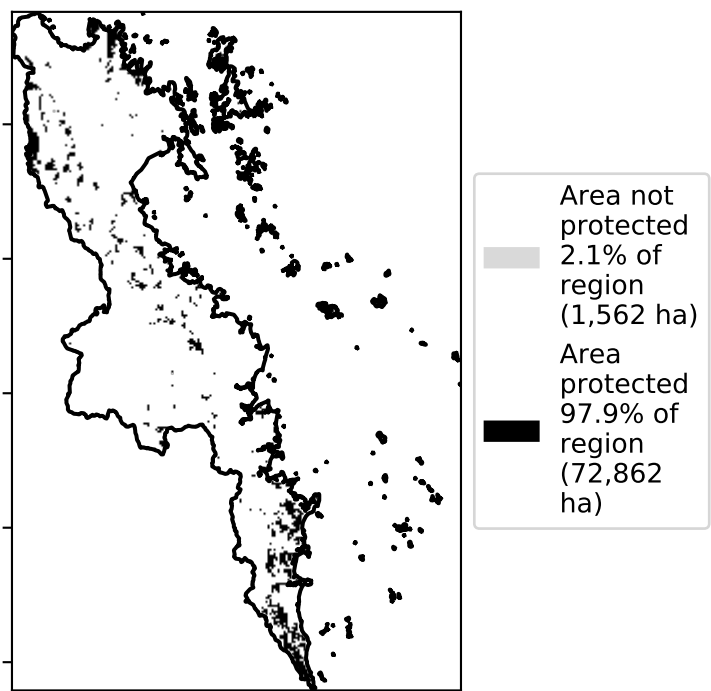 Area not
protected
2.1% of
region
(1,562 ha)
Area
protected
97.9% of
region
(72,862
ha)